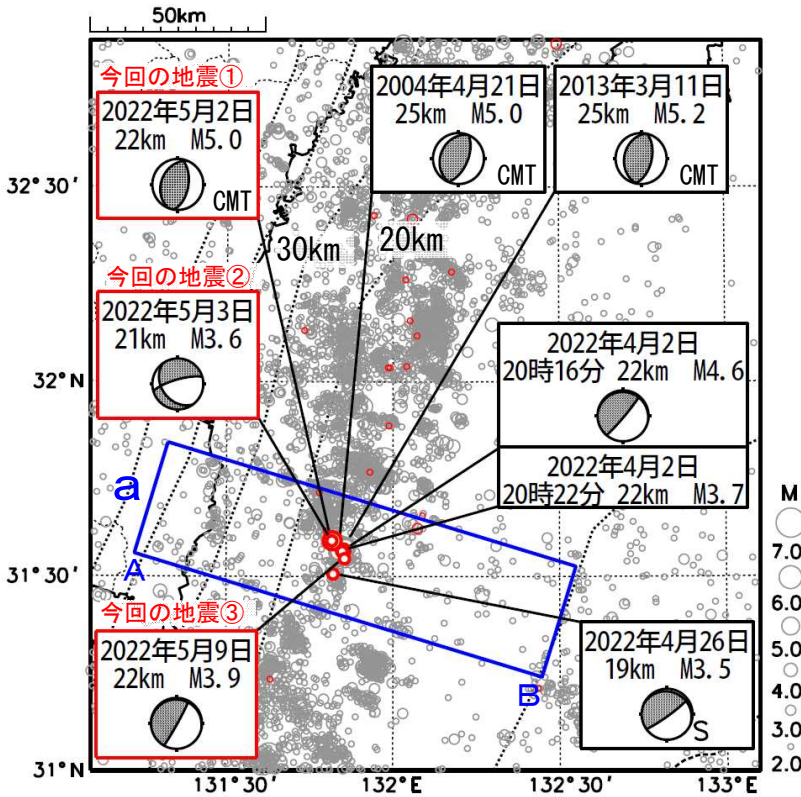 50km
今回の地震①
2022年5月2日
22km M5.0
CMT
2004年4月21日
25km M5.0
CMT
2013年3月11日
25km M5.2
CMT
32°30′
30km
20km
今回の地震②
2022年5月3日
21km M3.6
32°N
2022年4月2日
20時16分 22km M4.6
2022年4月2日
20時22分 22km M3.7
a
A
B
31°30′
今回の地震③
2022年5月9日
22km M3.9
2022年4月26日
19km M3.5
S
M
7.0
6.0
5.0
4.0
3.0
2.0
31°N
131°30′
132°E
132°30′
133°E